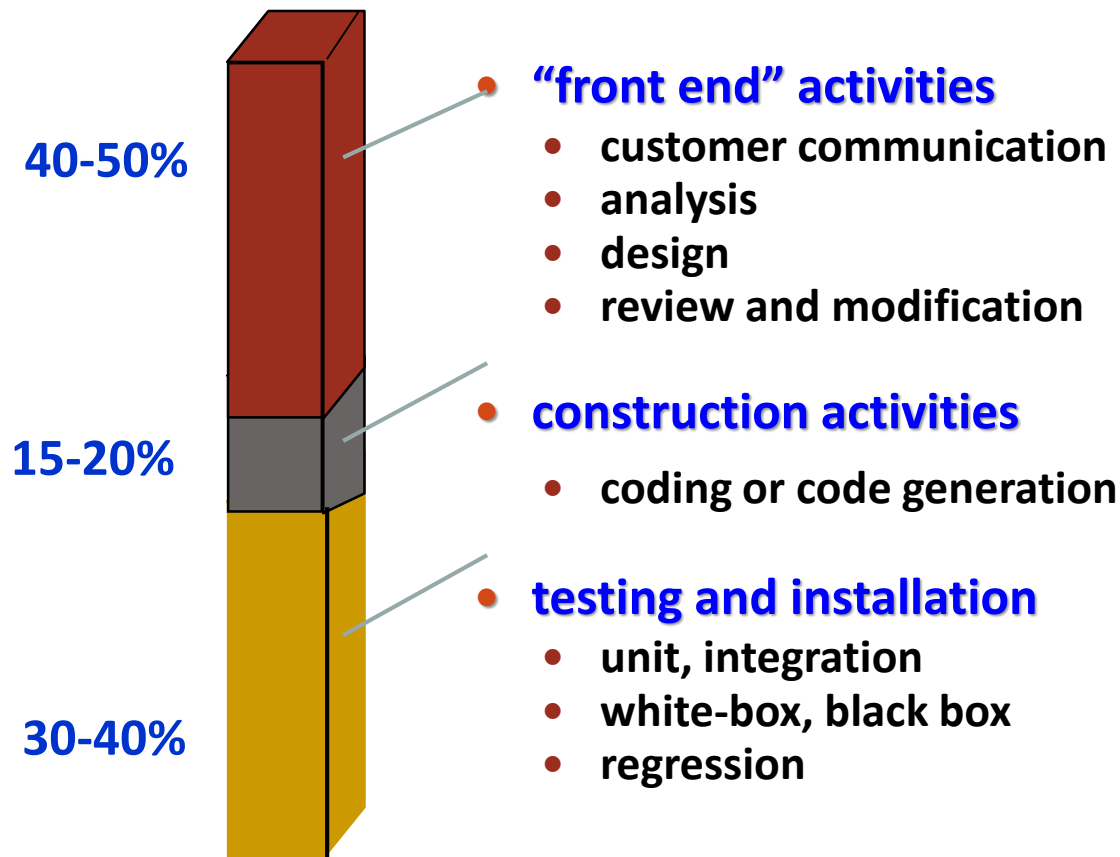 “front end” activities
40-50%
customer communication
analysis
design
review and modification
construction activities
15-20%
coding or code generation
testing and installation
unit, integration
white-box, black box
30-40%
regression